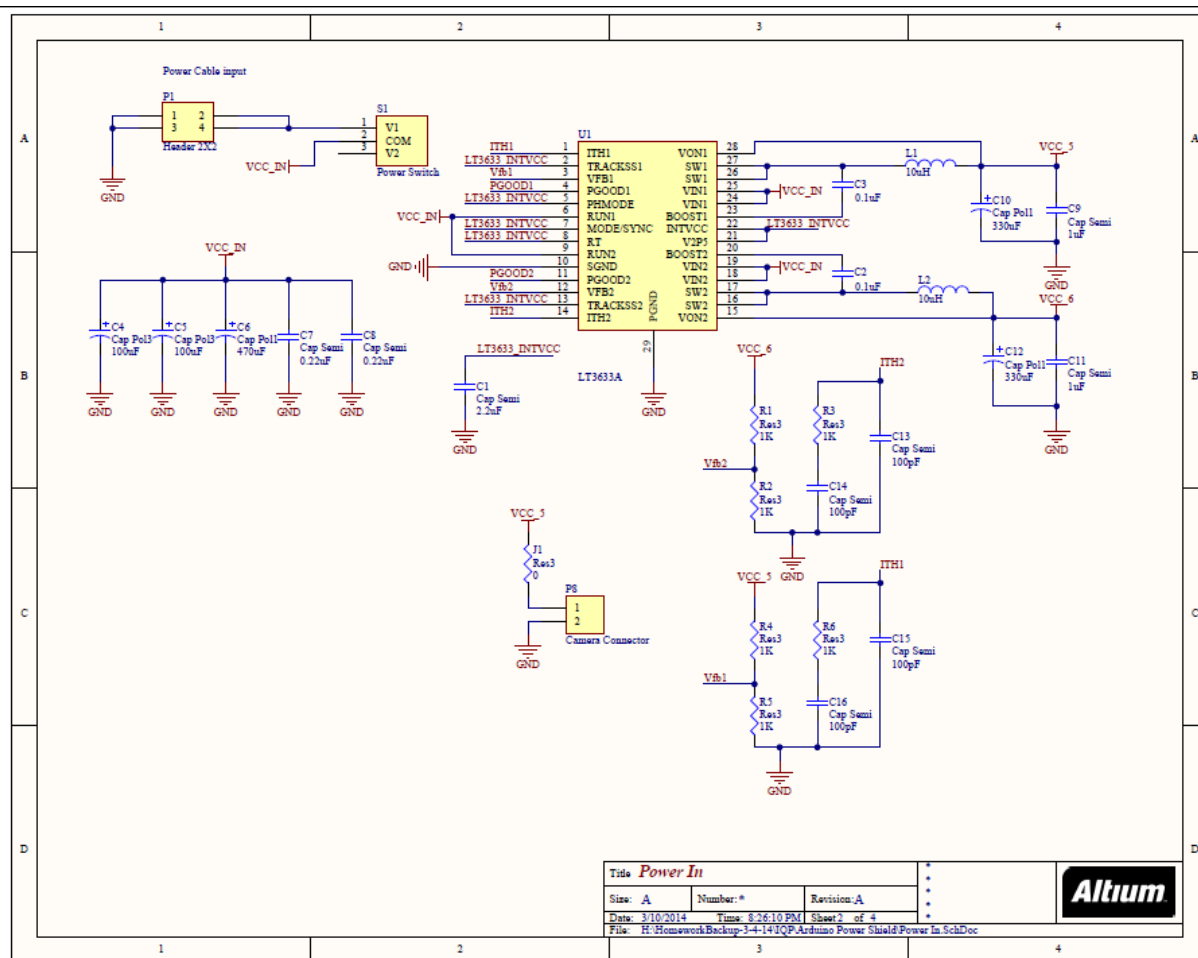 1 2 3 4
A
B
C
D
A
B
C
D
Power Cable input
P1
1 2
3 4
Header 2X2
GND
VCC_IN
S1
1 V1
2 COM
3 V2
Power Switch
VCC_IN
C4
Cap Pol3
100uF
C5
Cap Pol3
100uF
C6
Cap Pol1
470uF
C7
Cap Semi
0.22uF
C8
Cap Semi
0.22uF
GND GND GND GND GND
U1
ITH1 1 ITH1
LT3633_INTVCC 2 TRACKSS1
Vfb1 3 VFB1
PGOOD1 4 PGOOD1
LT3633_INTVCC 5 PHMODE
VCC_IN 6 RUN1
LT3633_INTVCC 7 MODE/SYNC
LT3633_INTVCC 8 RT
9 RUN2
GND 10 SGND
PGOOD2 11 PGOOD2
Vfb2 12 VFB2
LT3633_INTVCC 13 TRACKSS2
ITH2 14 ITH2
VON1 28
SW1 27
SW1 26
VIN1 25
VIN1 24
VCC_IN
BOOST1 23
INTVCC 22
LT3633_INTVCC
V2P5 21
BOOST2 20
VIN2 19
VIN2 18
VCC_IN
SW2 17
SW2 16
VON2 15
PGND
29
LT3633A
GND
LT3633_INTVCC
C1
Cap Semi
2.2uF
GND
C3
0.1uF
L1
10uH
VCC_5
C10
Cap Pol1
330uF
C9
Cap Semi
1uF
GND
C2
0.1uF
L2
10uH
VCC_6
C12
Cap Pol1
330uF
C11
Cap Semi
1uF
GND
VCC_6
R1
Res3
1K
Vfb2
R2
Res3
1K
R3
Res3
1K
C14
Cap Semi
100pF
ITH2
C13
Cap Semi
100pF
GND
VCC_5
J1
Res3
0
P8
1
2
Camera Connector
GND
VCC_5
R4
Res3
1K
Vfb1
R5
Res3
1K
R6
Res3
1K
C16
Cap Semi
100pF
ITH1
C15
Cap Semi
100pF
GND
Title Power In
Size: A Number: * Revision: A
Date: 3/10/2014 Time: 8:26:10 PM Sheet 2 of 4
File: H:\HomeworkBackup-3-4-14\IQP\Arduino Power Shield\Power In.SchDoc
*
*
*
*
*
Altium
1 2 3 4